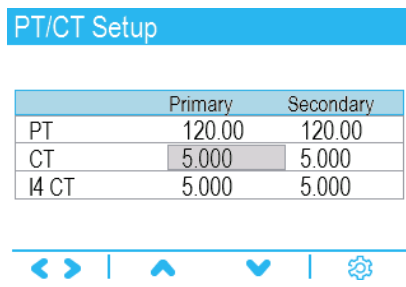 PT/CT Setup
Primary Secondary
PT 120.00 120.00
CT 5.000 5.000
I4 CT 5.000 5.000